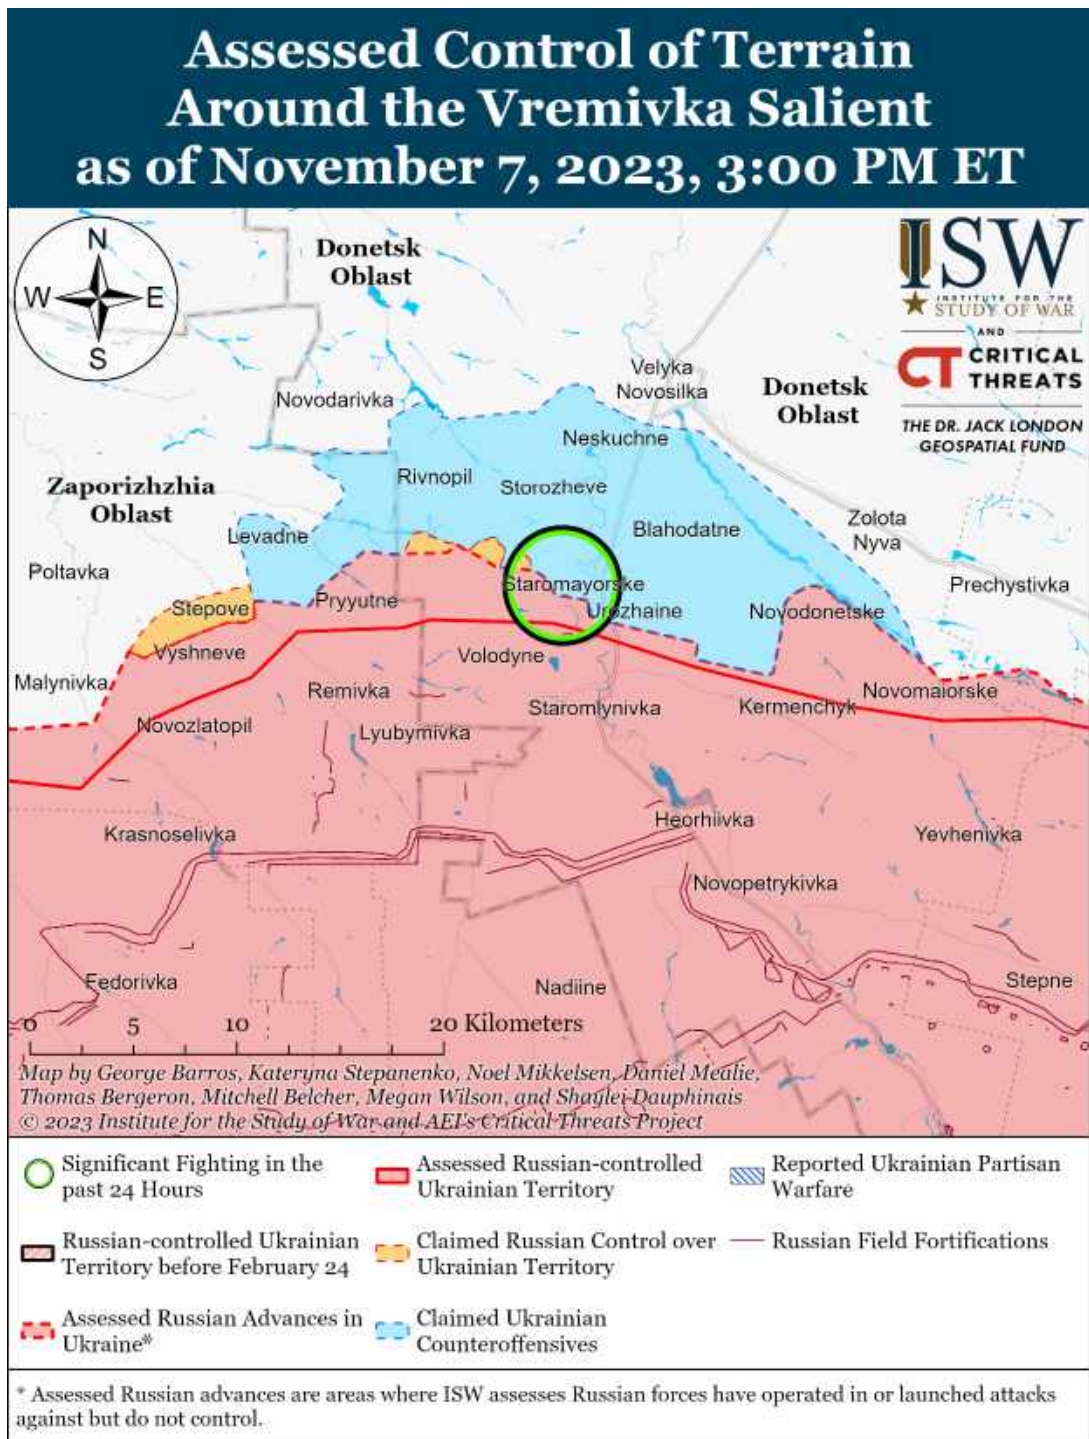 Assessed Control of Terrain
Around the Vremivka Salient
as of November 7, 2023, 3:00 PM ET
N
W E
S
Donetsk
Oblast
ISW
INSTITUTE FOR THE
STUDY OF WAR
AND
CT CRITICAL
THREATS
THE DR. JACK LONDON
GEOSPATIAL FUND
Velyka
Novosilka
Donetsk
Oblast
Novodarivka
Neskuchne
Rivnopil
Storozheve
Zaporizhzhia
Oblast
Levadne
Blahodatne
Zolota
Nyva
Poltavka
Prechystivka
Staromayorske
Stepove
Pryyutne
Urozhaine
Novodonetske
Vyshneve
Volodyne
Malynivka
Remivka
Novomaiorske
Staromlynivka
Kermenchyk
Novozlatopil
Lyubymivka
Krasnoselivka
Heorhiivka
Yevhenivka
Novopetrykivka
Fedorivka
Nadiine
Stepne
0 5 10 20 Kilometers
Map by George Barros, Kateryna Stepanenko, Noel Mikkelsen, Daniel Mealie,
Thomas Bergeron, Mitchell Belcher, Megan Wilson, and Shaylei Dauphinais
© 2023 Institute for the Study of War and AEI's Critical Threats Project
Significant Fighting in the
past 24 Hours
Assessed Russian-controlled
Ukrainian Territory
Reported Ukrainian Partisan
Warfare
Russian-controlled Ukrainian
Territory before February 24
Claimed Russian Control over
Ukrainian Territory
Russian Field Fortifications
Assessed Russian Advances in
Ukraine*
Claimed Ukrainian
Counteroffensives
* Assessed Russian advances are areas where ISW assesses Russian forces have operated in or launched attacks
against but do not control.